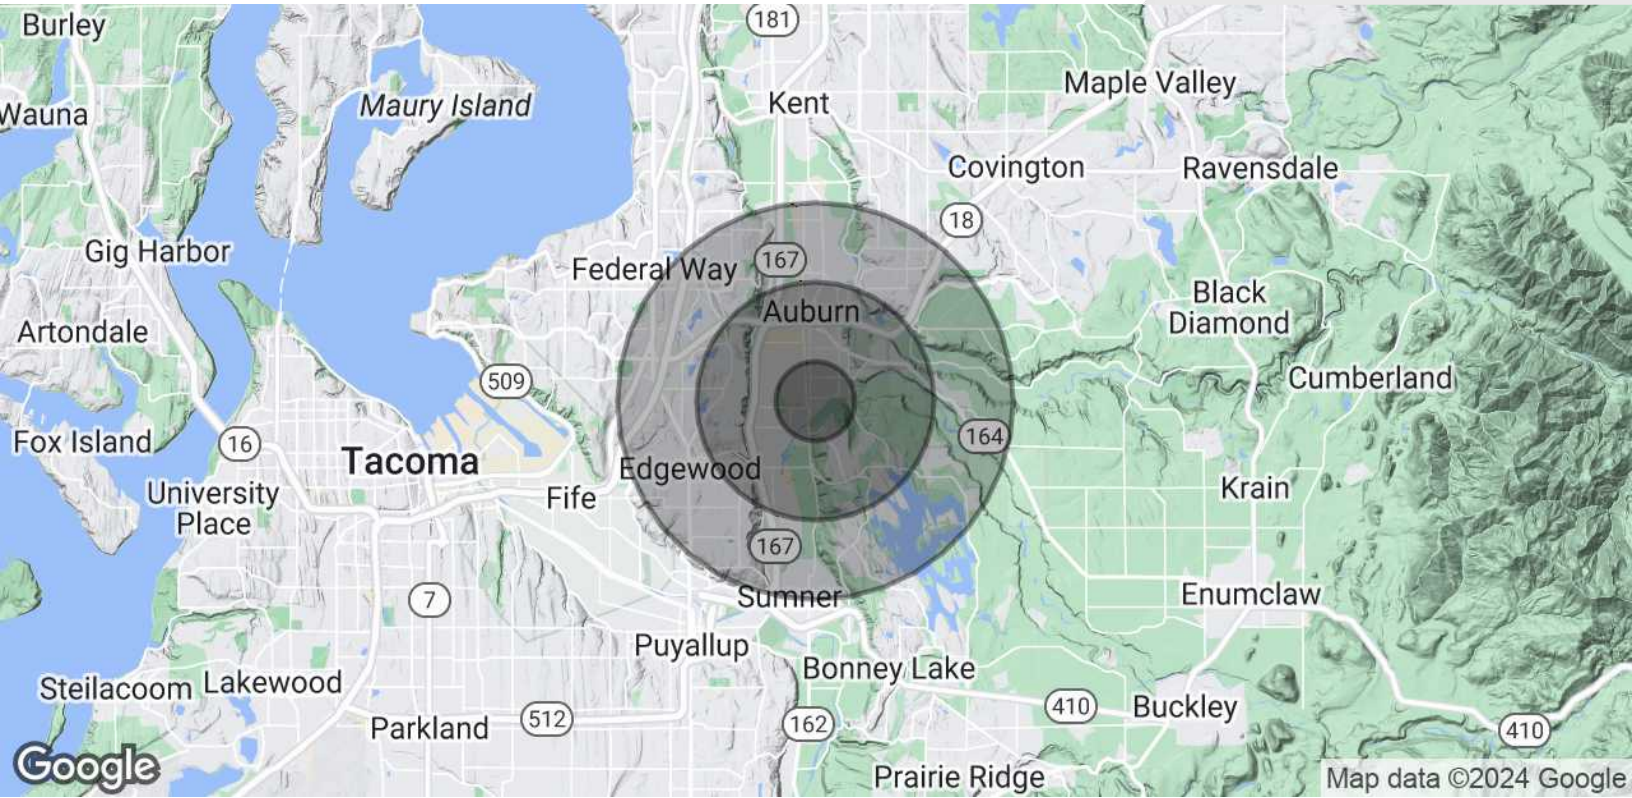 Burley
181
Maple Valley
Kent
Maury Island
Wauna
Covington
Ravensdale
18
Gig Harbor
167
Federal Way
Black
Diamond
Auburn
Artondale
509
Cumberland
Fox Island
16
164
Tacoma
Edgewood
Krain
University
Place
Fife
167
7
Sumner
Enumclaw
Puyallup
Bonney Lake
Steilacoom
Lakewood
410
Buckley
512
162
Parkland
410
Google
Prairie Ridge
Map data ©2024 Google